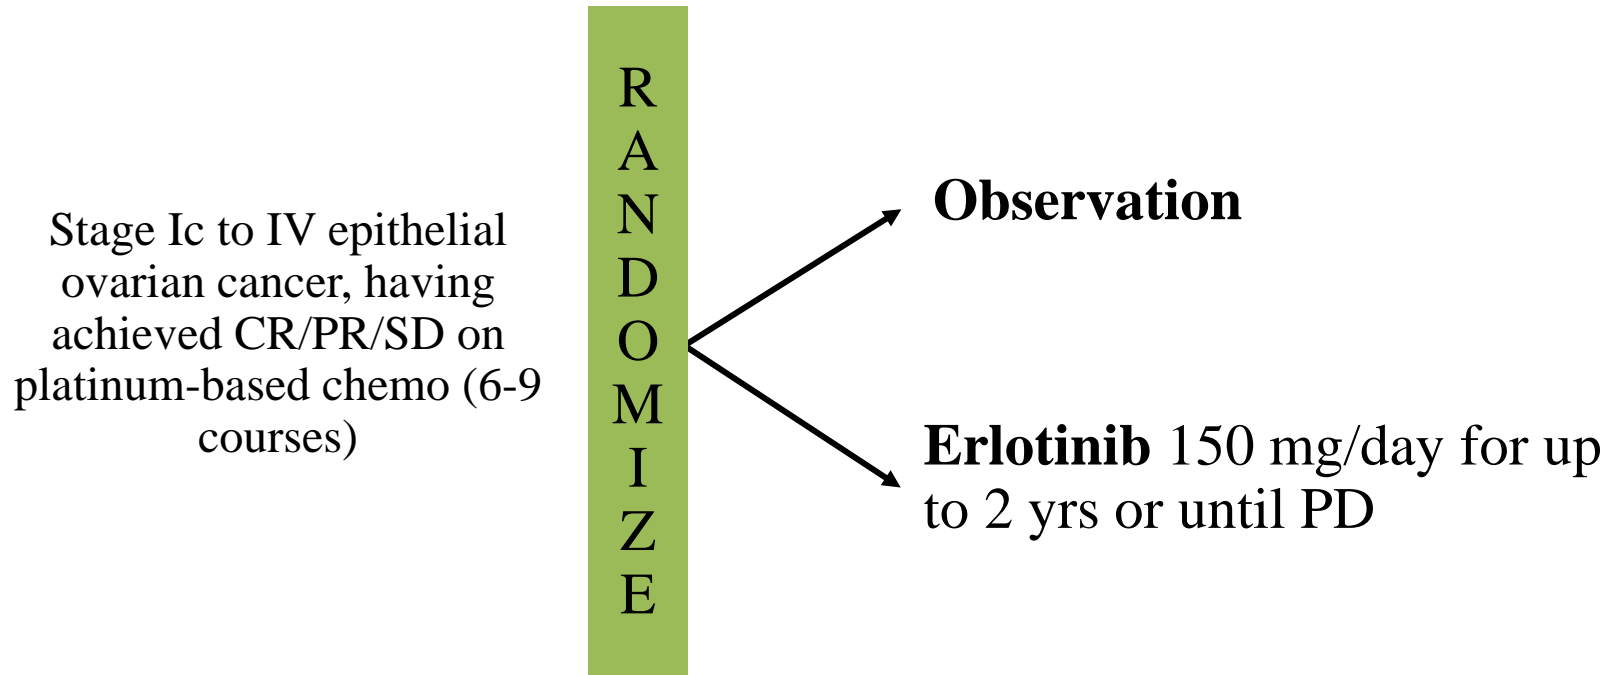 Stage Ic to IV epithelial
ovarian cancer, having
achieved CR/PR/SD on
platinum-based chemo (6-9
courses)
R
A
N
D
O
M
I
Z
E
Observation
Erlotinib 150 mg/day for up
to 2 yrs or until PD